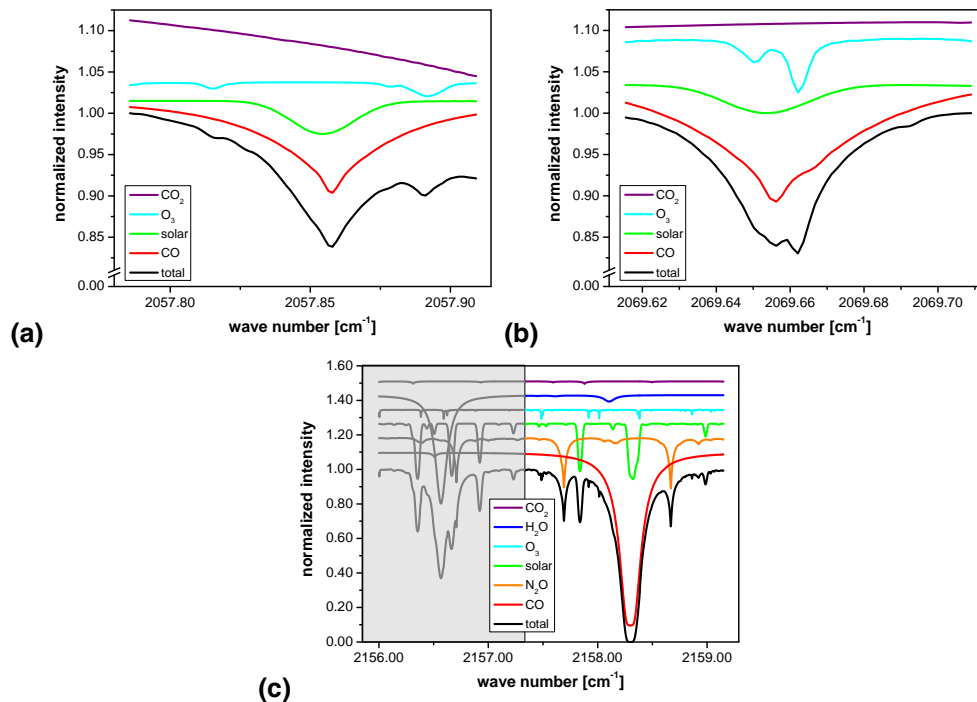 1.10
1.05
1.00
0.95
0.90
0.85
0.00
normalized intensity
CO₂
O₃
solar
CO
total
2057.80
2057.85
2057.90
wave number [cm⁻¹]
(a)
1.10
1.05
1.00
0.95
0.90
0.85
0.00
normalized intensity
CO₂
O₃
solar
CO
total
2069.62
2069.64
2069.66
2069.68
2069.70
wave number [cm⁻¹]
(b)
1.60
1.40
1.20
1.00
0.80
0.60
0.40
0.20
0.00
normalized intensity
CO₂
H₂O
O₃
solar
N₂O
CO
total
2156.00
2157.00
2158.00
2159.00
wave number [cm⁻¹]
(c)